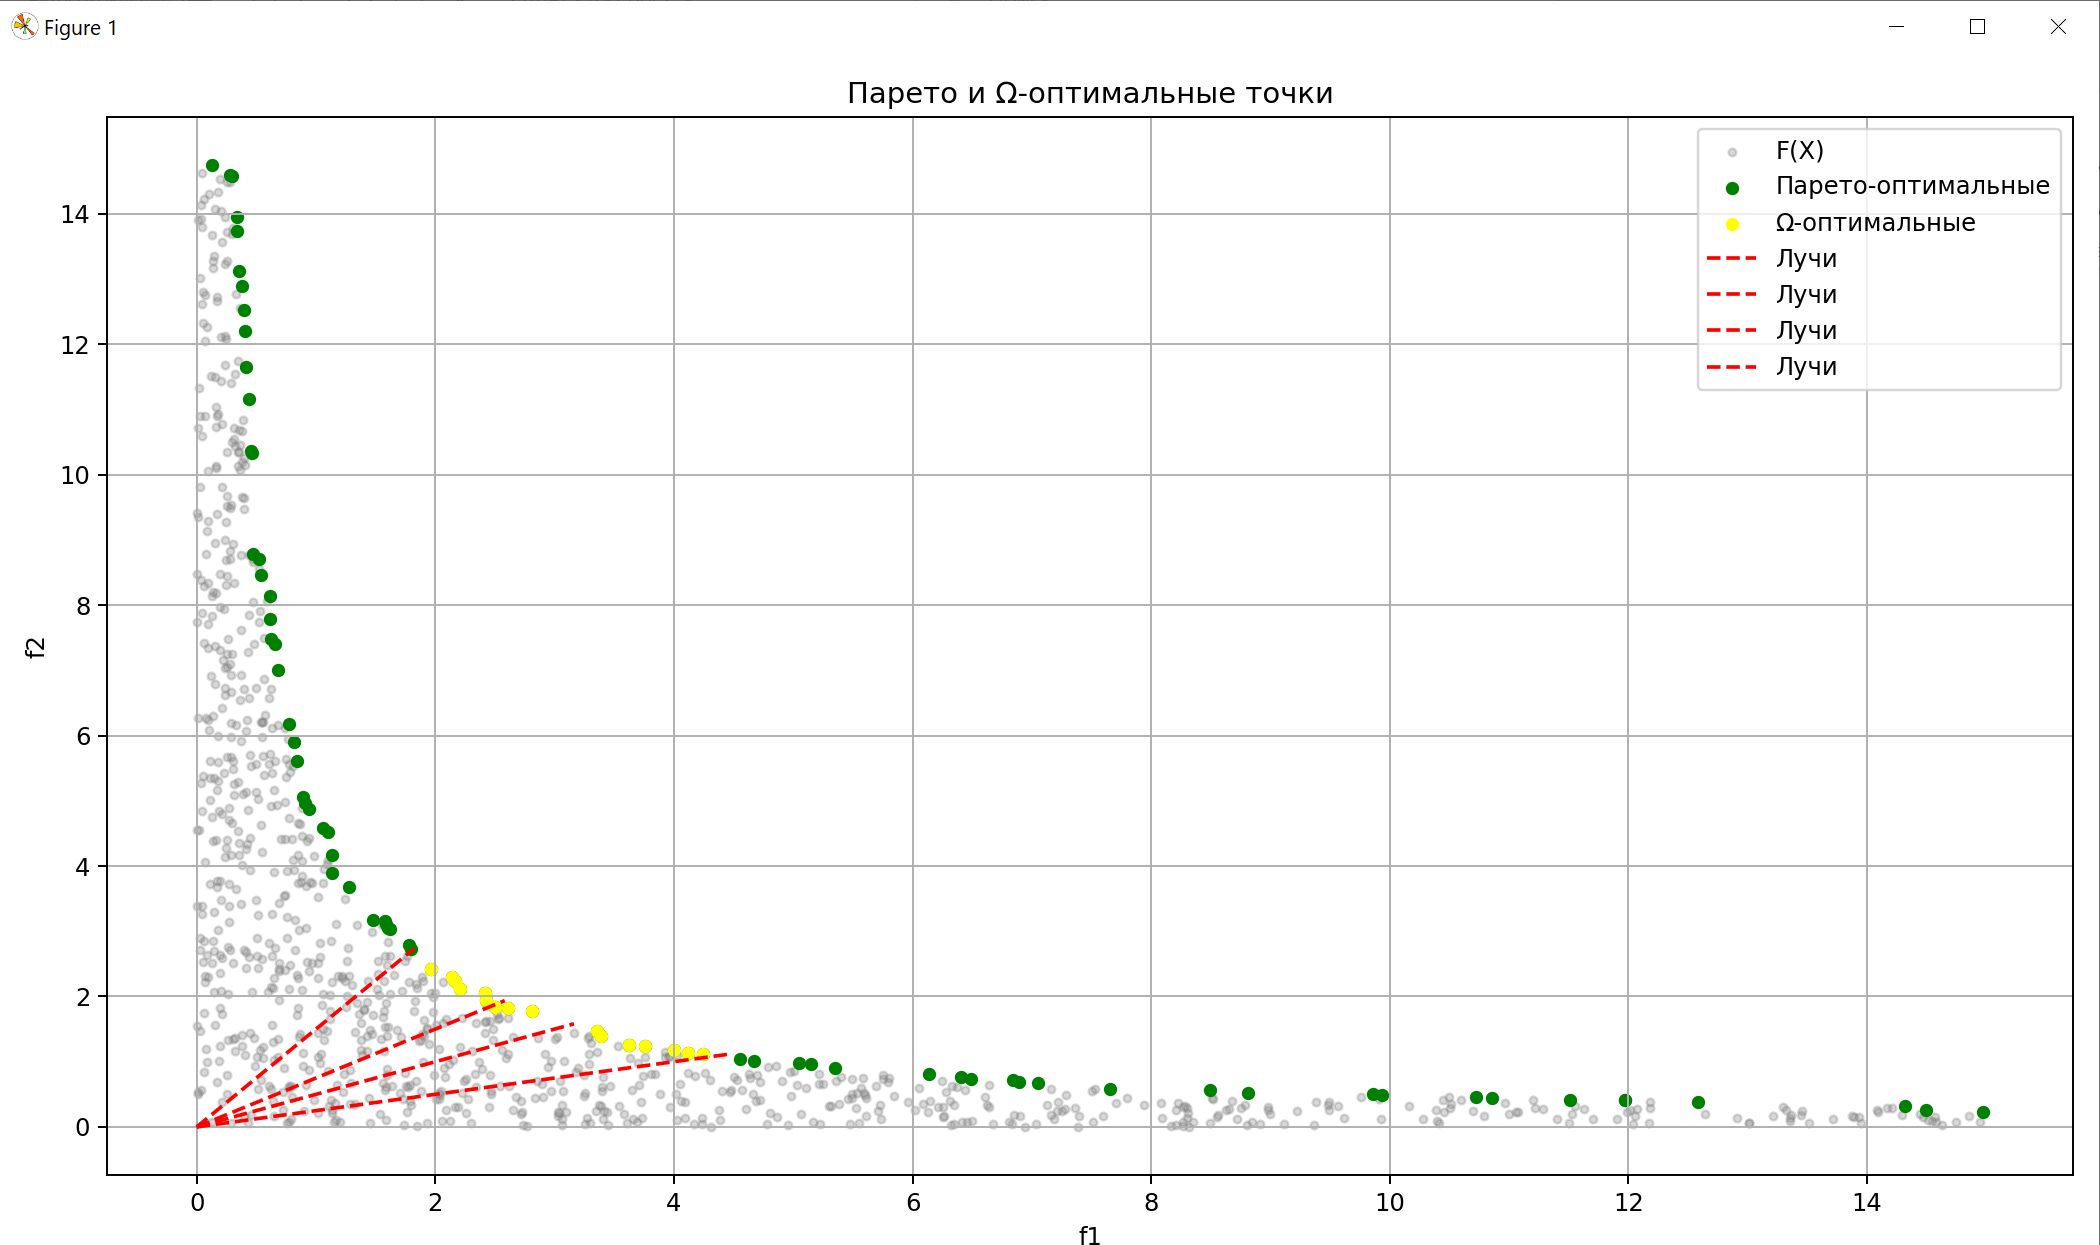 Figure 1
Парето и Ω-оптимальные точки
F(X)
Парето-оптимальные
Ω-оптимальные
Лучи
Лучи
Лучи
Лучи
14
12
10
8
6
4
2
0
f2
0 2 4 6 8 10 12 14
f1